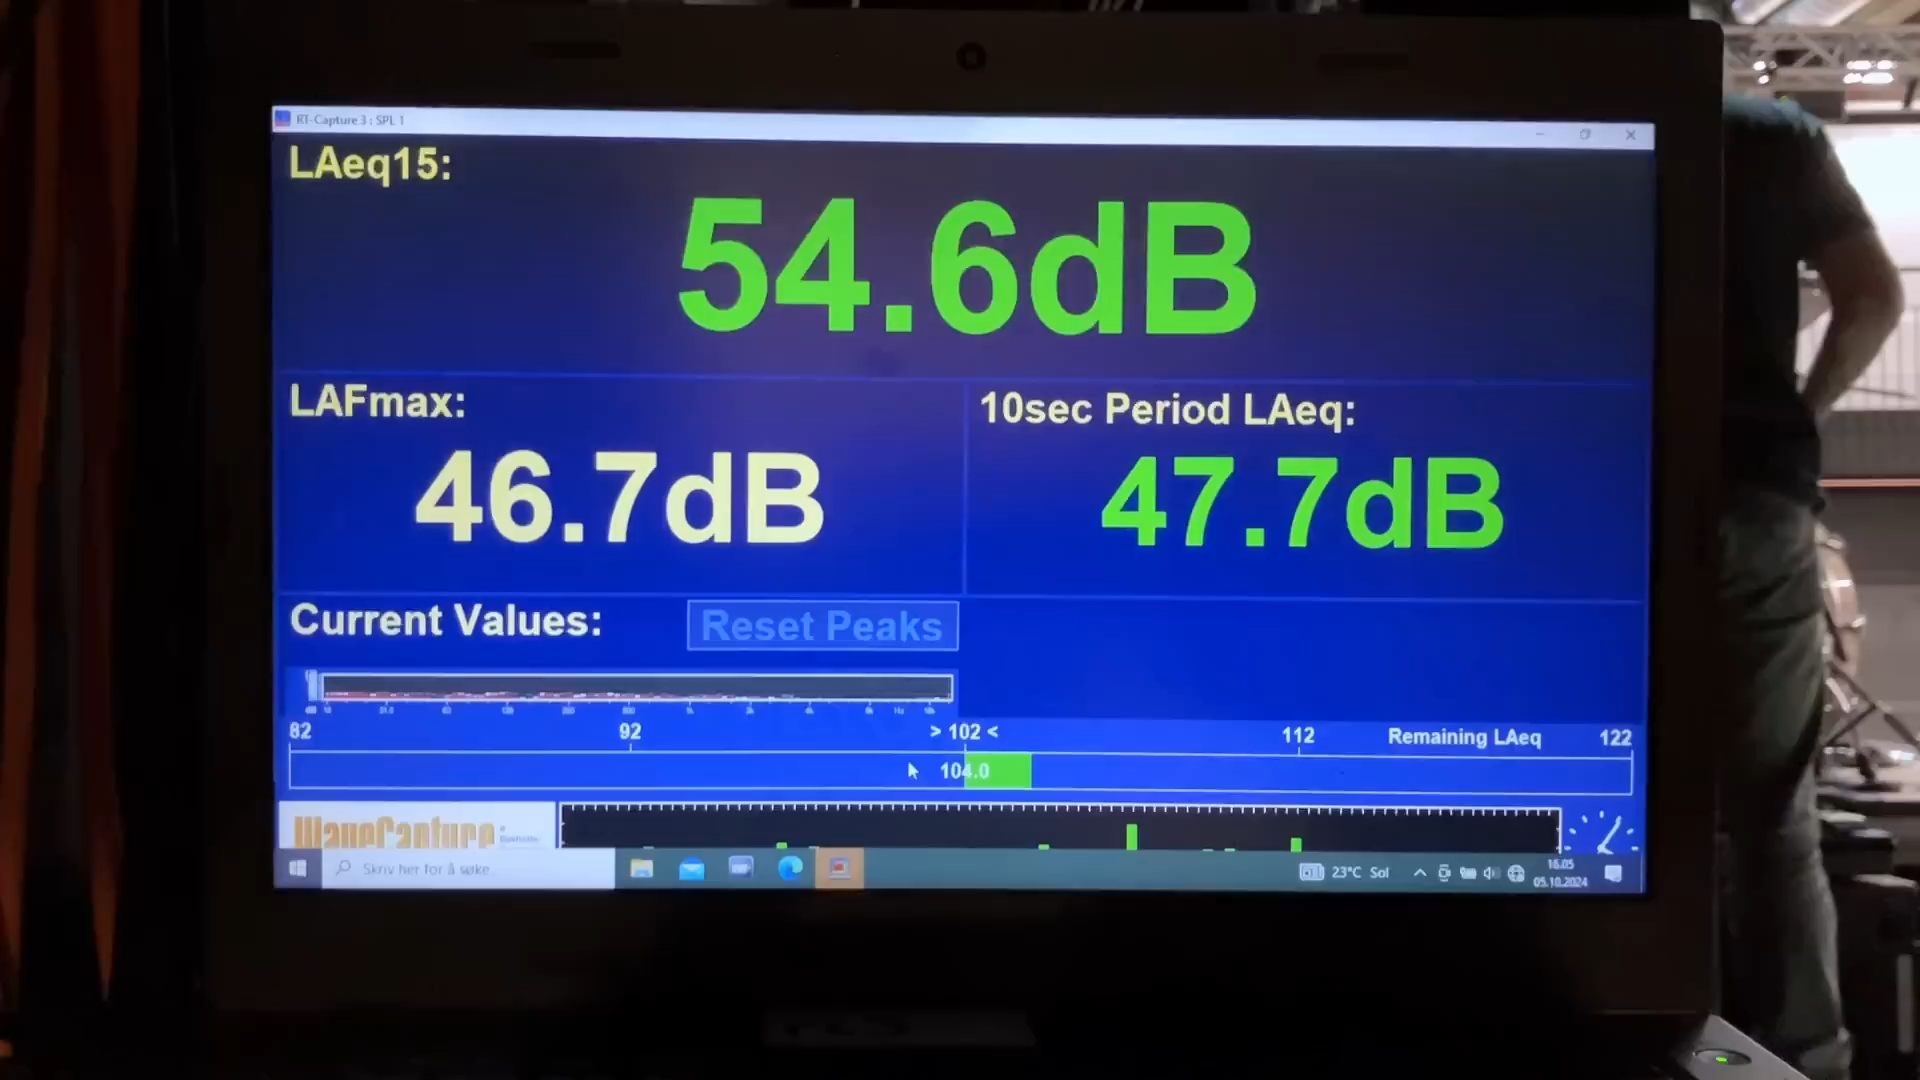 RT-Capture 3 : SPL 1
LAeq15:
54.6dB
LAFmax:
10sec Period LAeq:
46.7dB
47.7dB
Current Values:
Reset Peaks
82
92
> 102 <
112
Remaining LAeq
122
104.0
WaveCapture
Skriv her for å søke
23°C Sol
16.05
05.10.2024